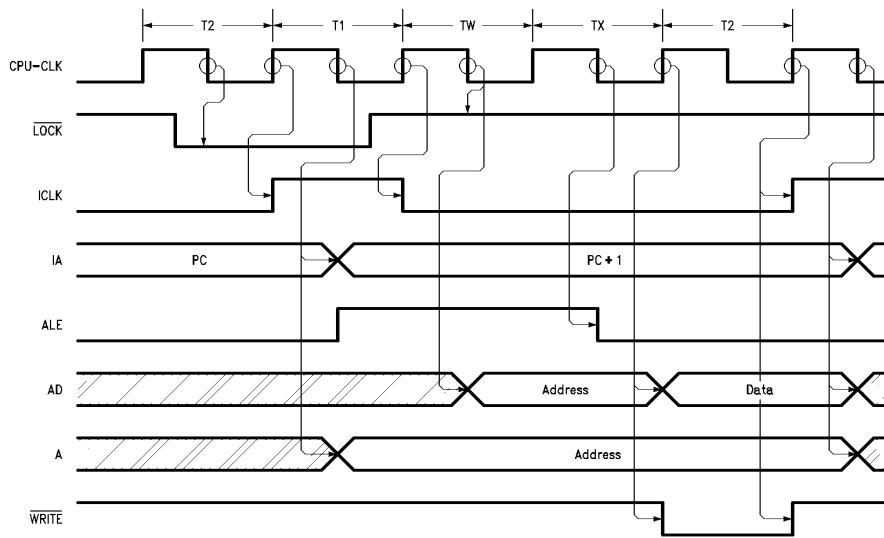 T2 T1 TW TX T2
CPU-CLK
LOCK
ICLK
IA PC PC + 1
ALE
AD Address Data
A Address
WRITE